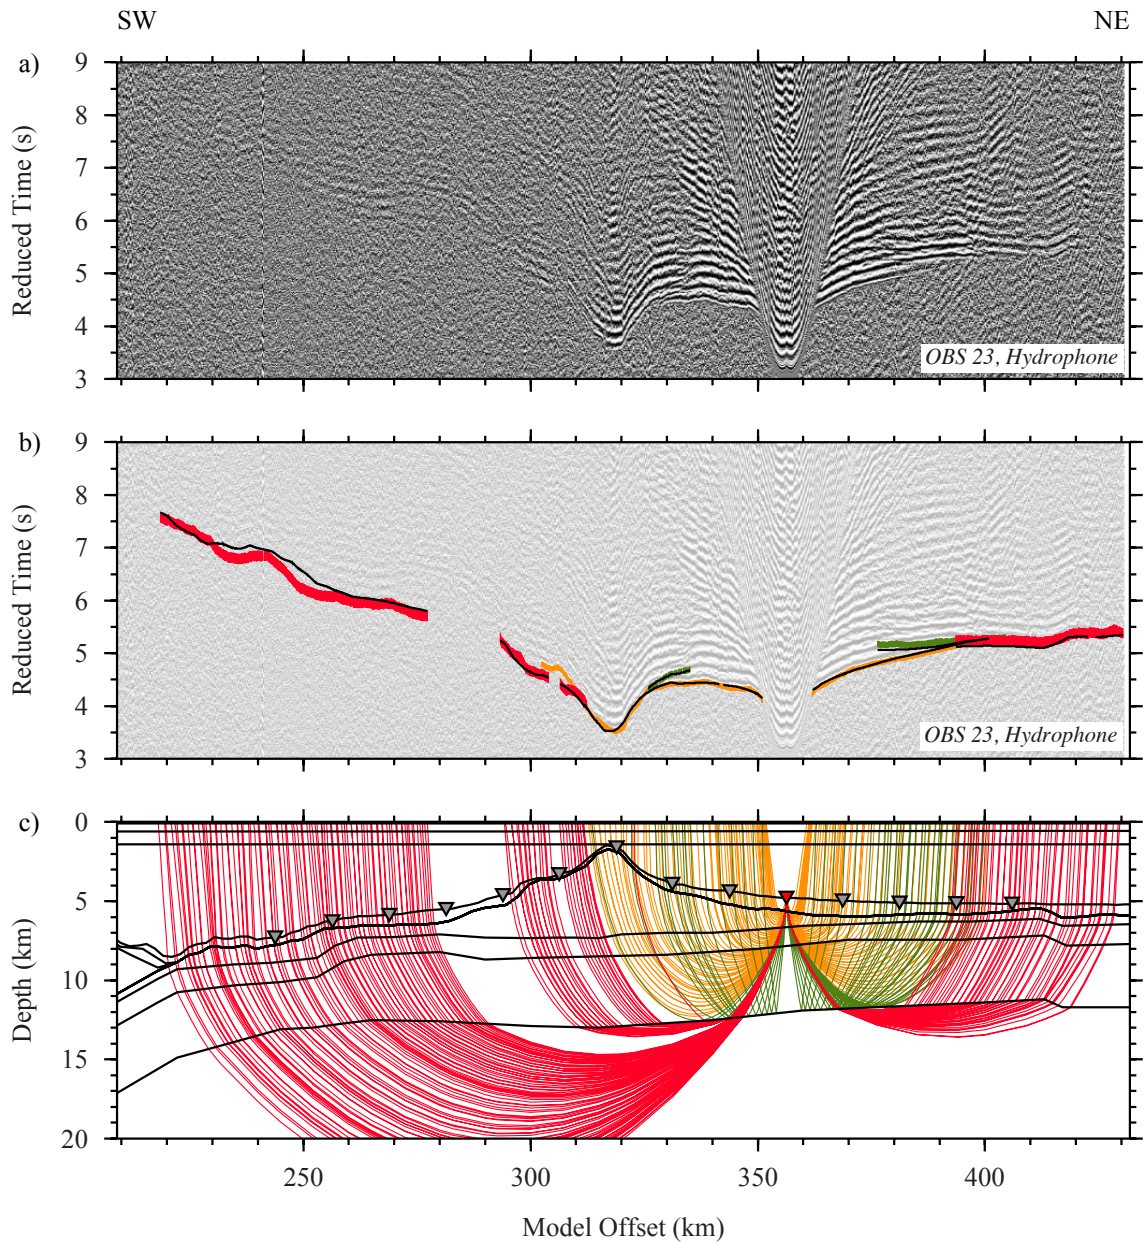 SW NE
a)
9
8
7
6
5
4
3
Reduced Time (s)
OBS 23, Hydrophone
b)
9
8
7
6
5
4
3
Reduced Time (s)
OBS 23, Hydrophone
c)
0
5
10
15
20
Depth (km)
250 300 350 400
Model Offset (km)